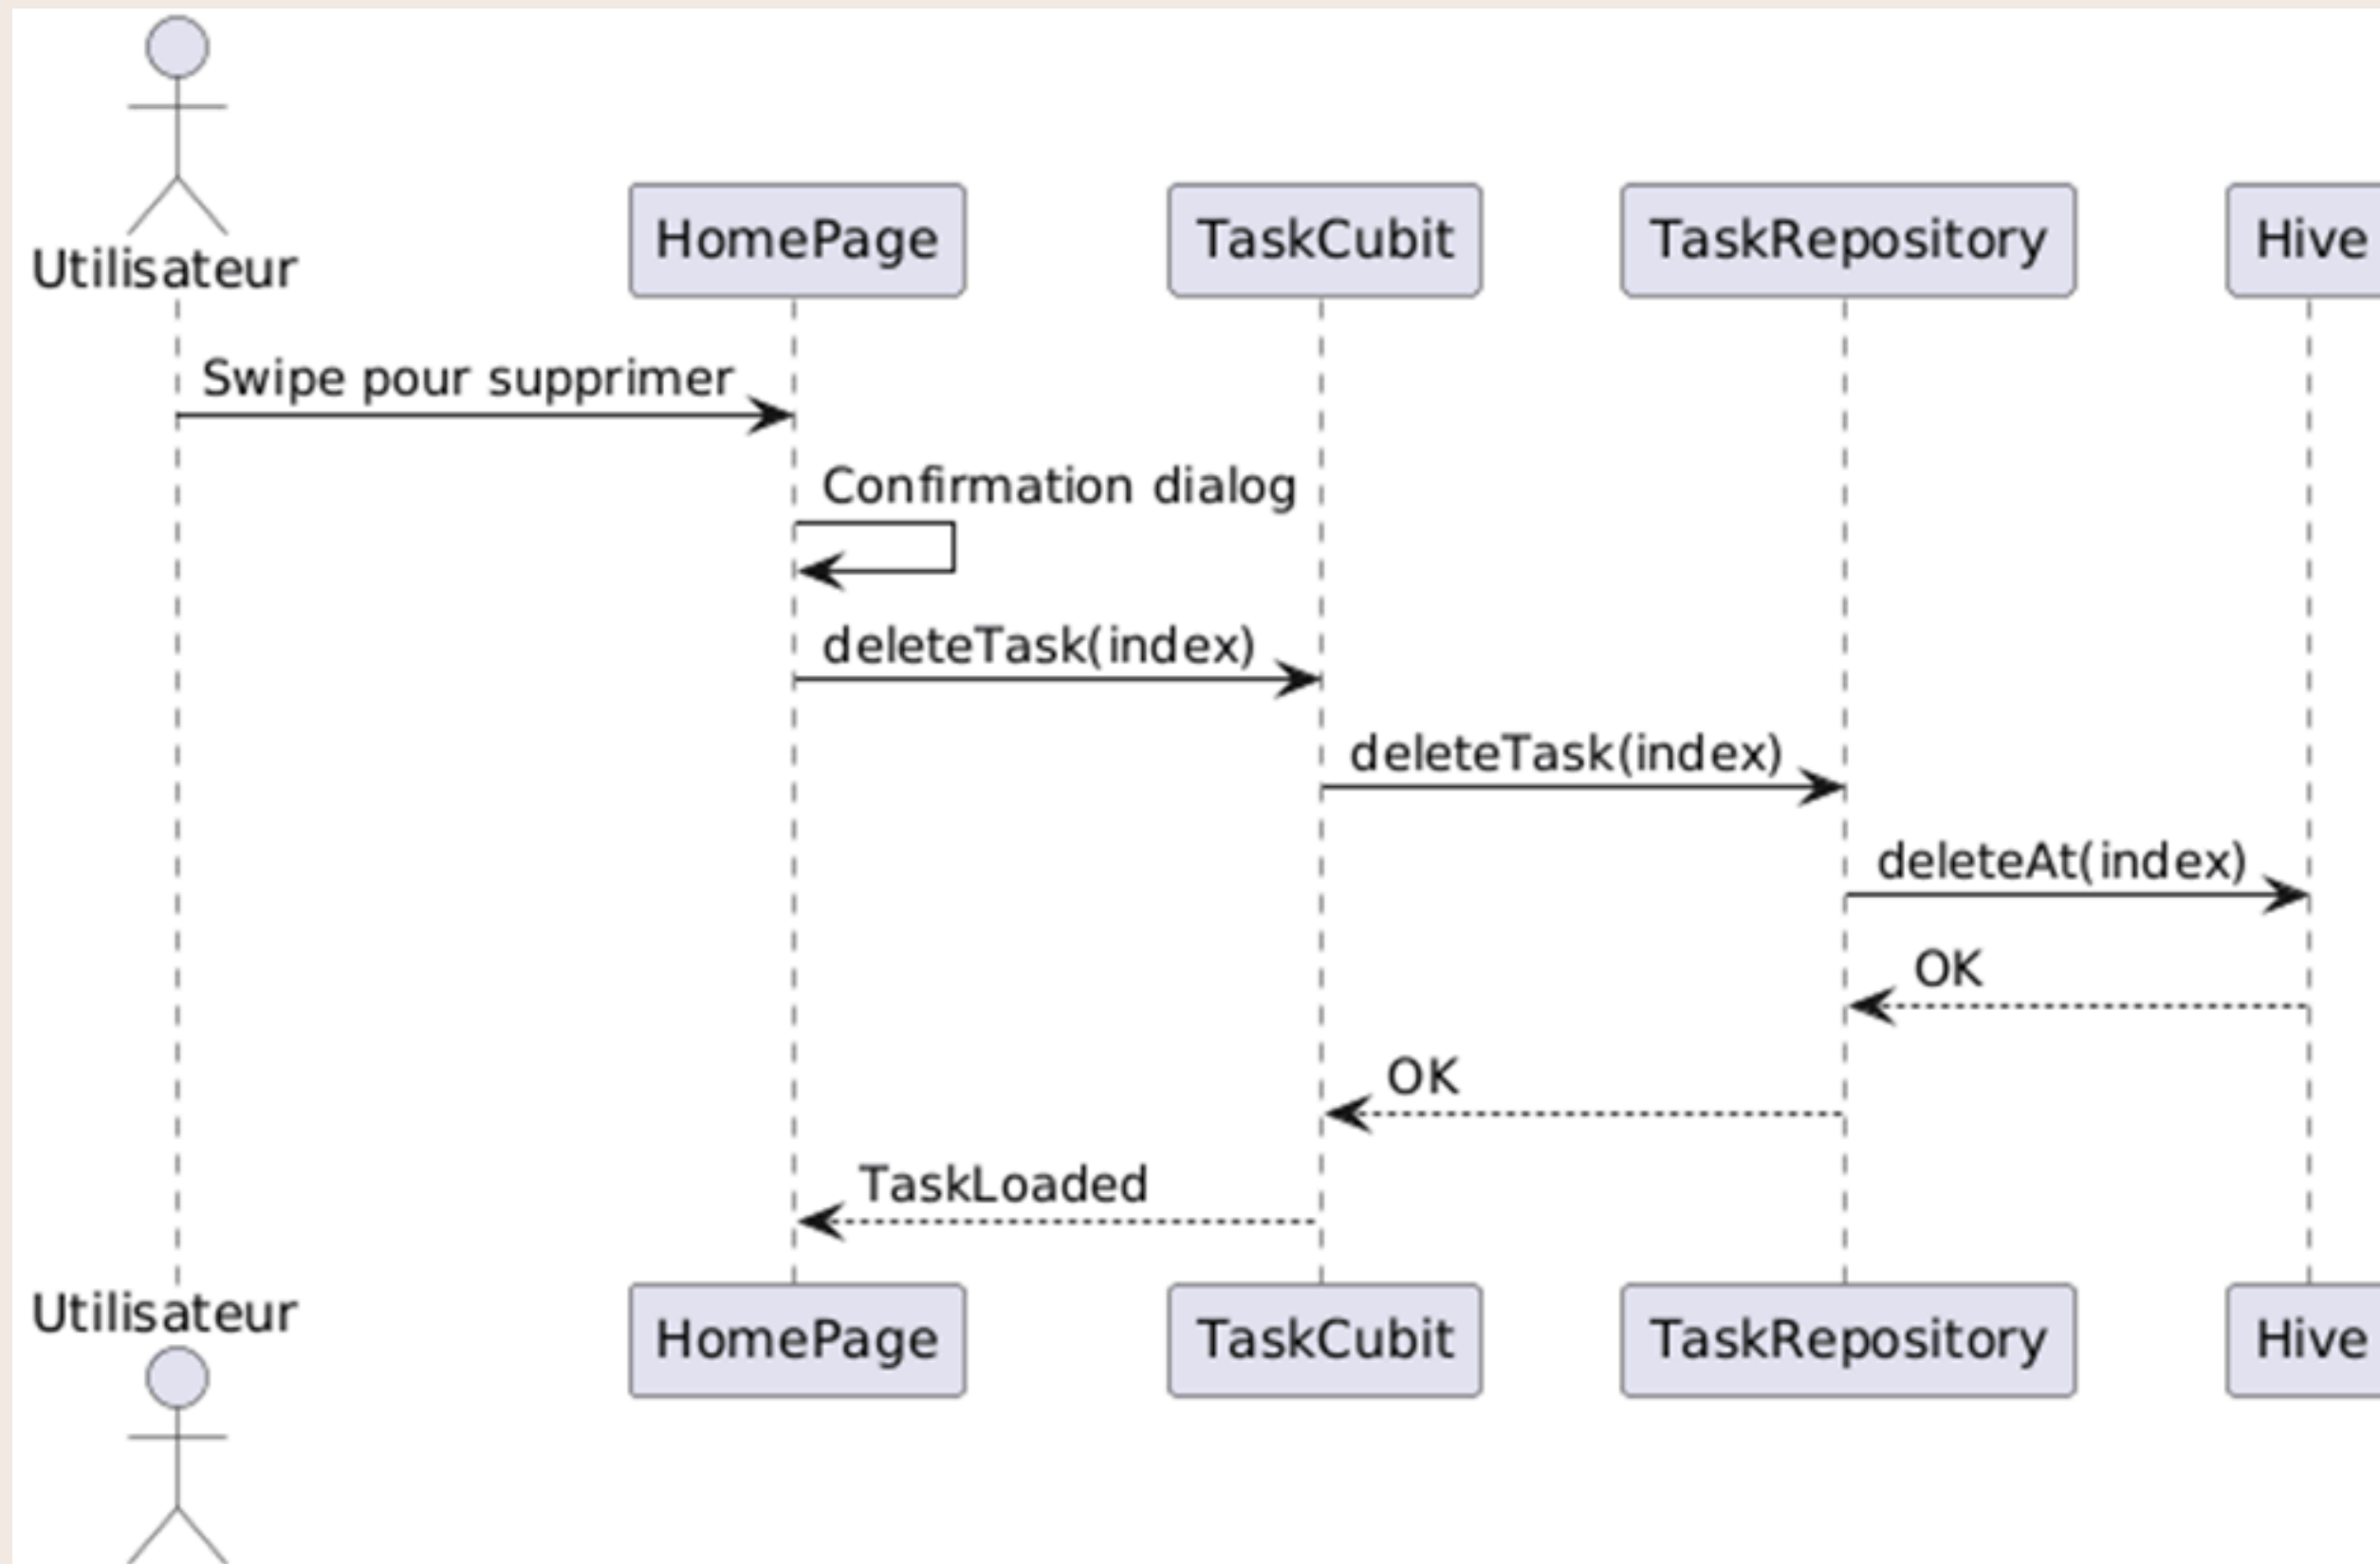 Utilisateur
HomePage
TaskCubit
TaskRepository
Hive
Swipe pour supprimer
Confirmation dialog
deleteTask(index)
deleteTask(index)
deleteAt(index)
OK
OK
TaskLoaded
Utilisateur
HomePage
TaskCubit
TaskRepository
Hive